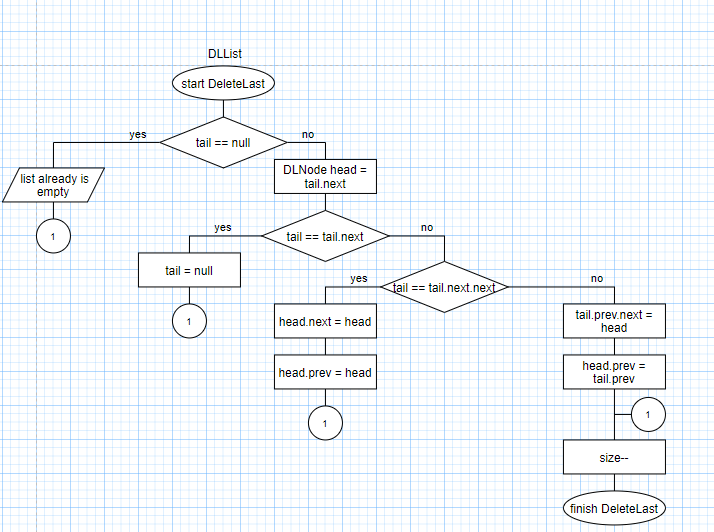 DLList
start DeleteLast
yes
tail == null
no
list already is
empty
DLNode head =
tail.next
1
yes
tail == tail.next
no
tail = null
yes
tail == tail.next.next
no
1
head.next = head
tail.prev.next =
head
head.prev = head
head.prev =
tail.prev
1
1
size--
finish DeleteLast